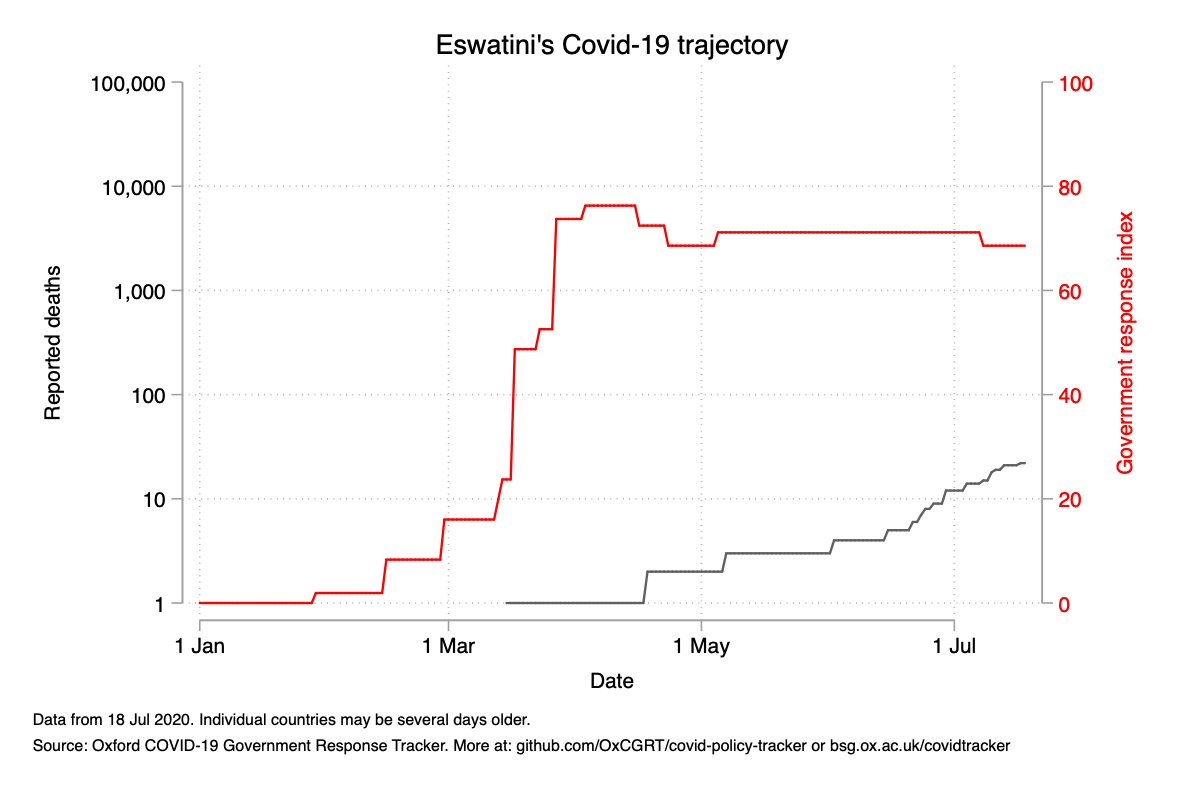 Eswatini's Covid-19 trajectory
100,000
10,000
1,000
100
10
1
Reported deaths
100
80
60
40
20
0
Government response index
1 Jan
1 Mar
1 May
1 Jul
Date
Data from 18 Jul 2020. Individual countries may be several days older.
Source: Oxford COVID-19 Government Response Tracker. More at: github.com/OxCGRT/covid-policy-tracker or bsg.ox.ac.uk/covidtracker